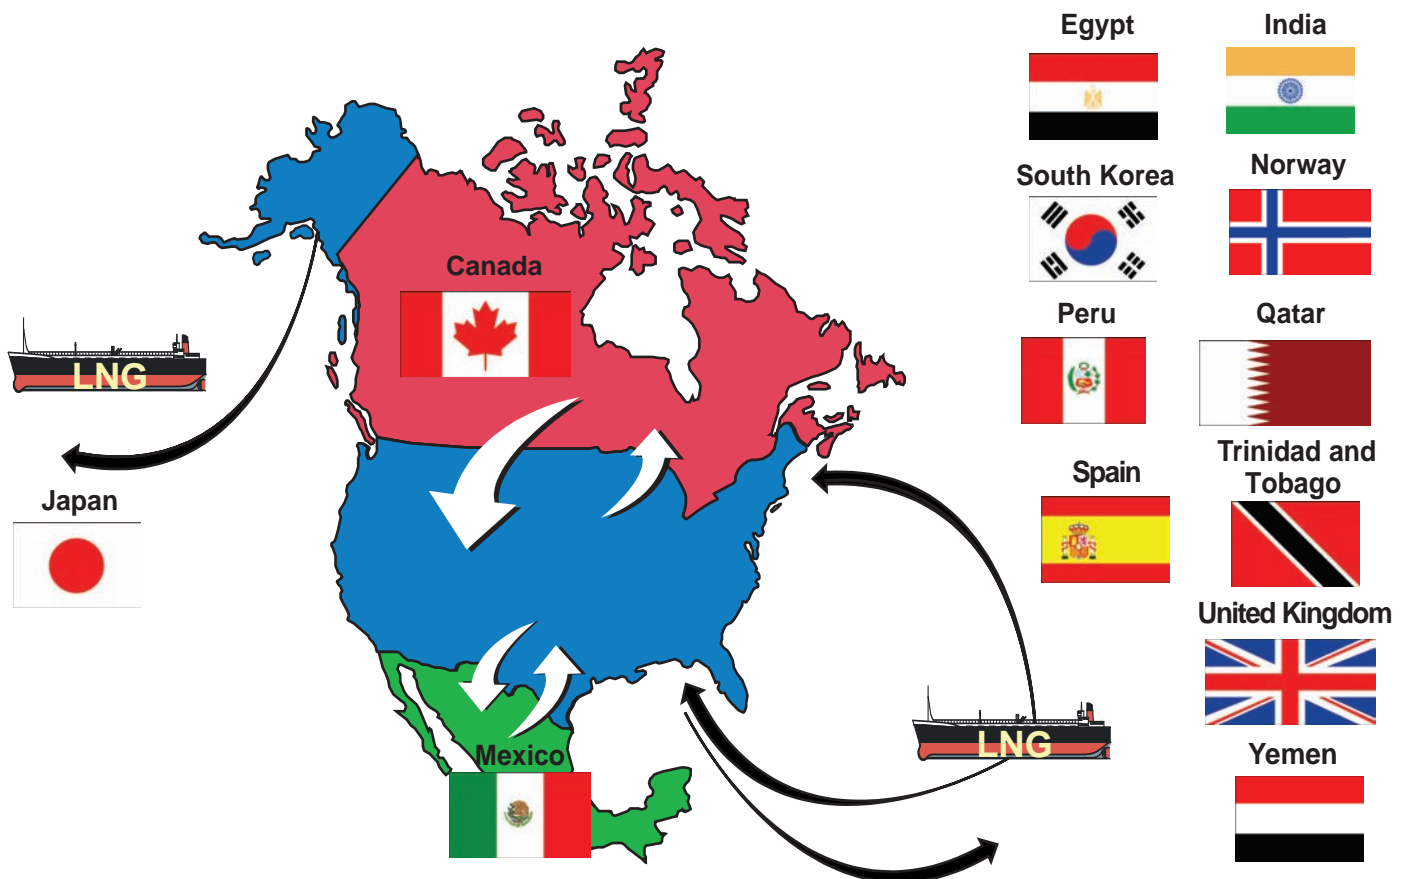 Egypt
India
South Korea
Norway
Canada
Peru
Qatar
LNG
Japan
Spain
Trinidad and
Tobago
United Kingdom
LNG
Mexico
Yemen